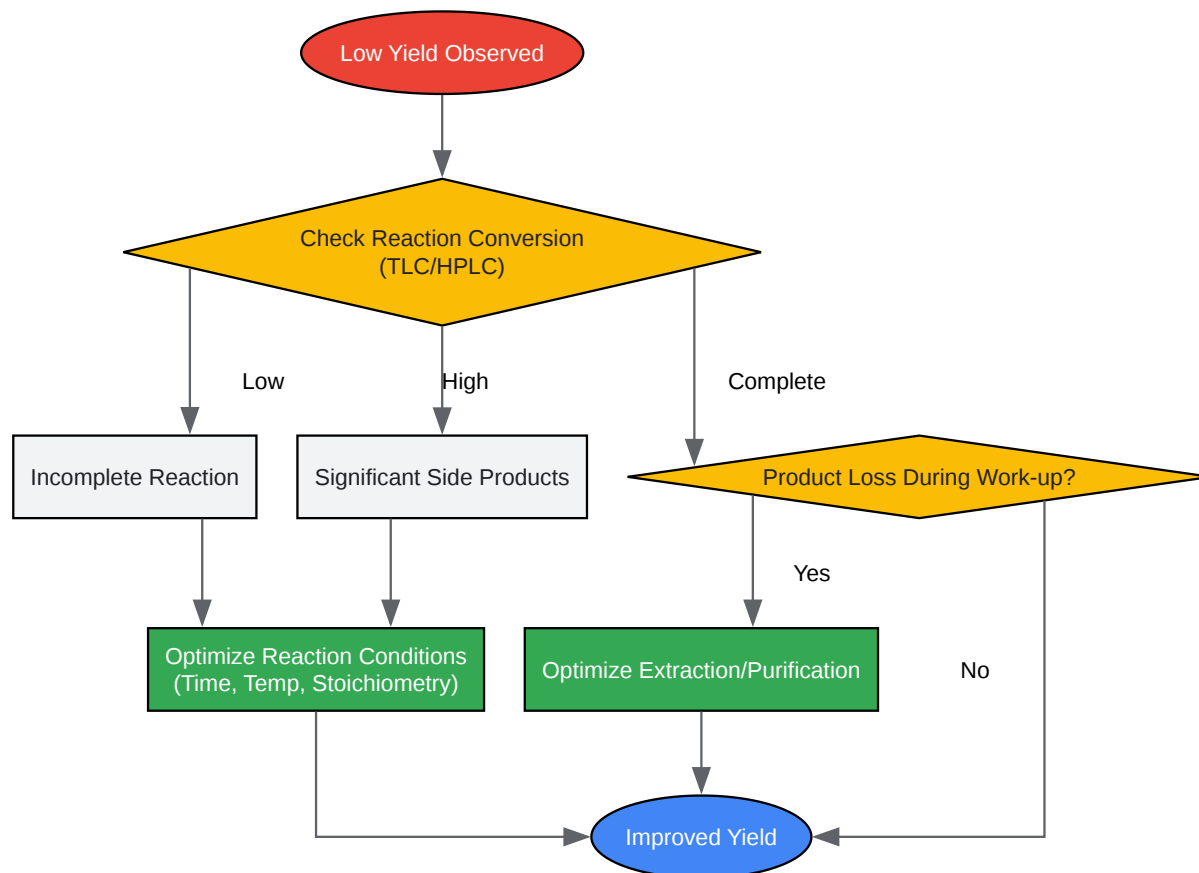 Low Yield Observed
Check Reaction Conversion
(TLC/HPLC)
Low
High
Complete
Incomplete Reaction
Significant Side Products
Product Loss During Work-up?
Yes
Optimize Reaction Conditions
(Time, Temp, Stoichiometry)
Optimize Extraction/Purification
No
Improved Yield